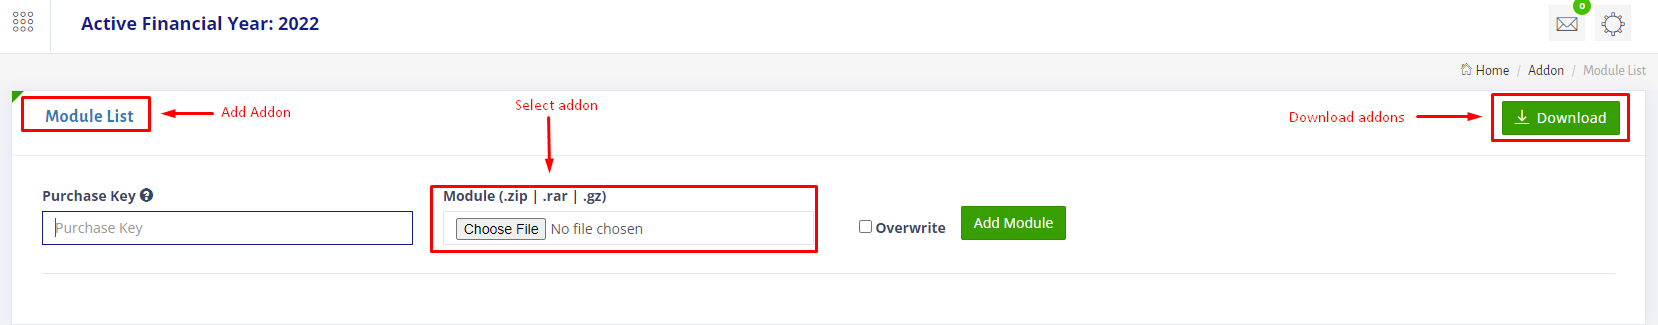 Active Financial Year: 2022
0
Home / Addon / Module List
Module List
Add Addon
Select addon
Download addons
Download
Purchase Key
Purchase Key
Module (.zip | .rar | .gz)
Choose File No file chosen
Overwrite
Add Module